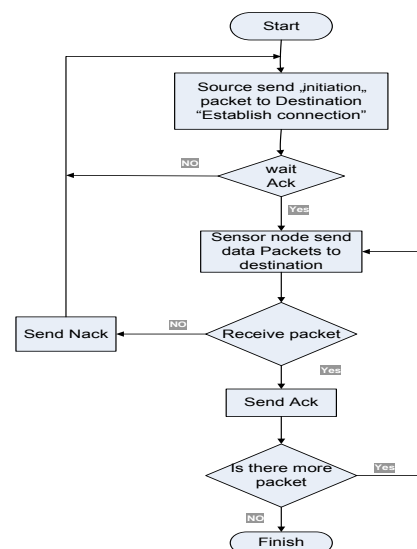 Start
Source send „initiation„
packet to Destination
“Establish connection”
NO
wait
Ack
Yes
Sensor node send
data Packets to
destination
Send Nack
NO
Receive packet
Yes
Send Ack
Is there more
packet
Yes
NO
Finish